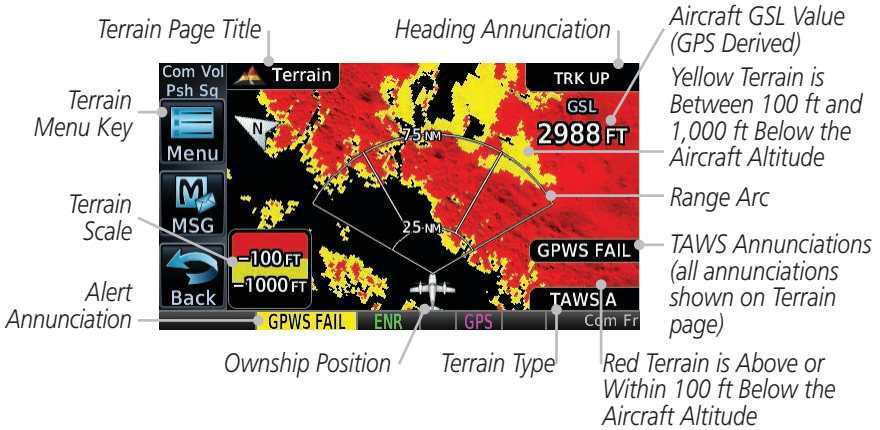 Terrain Page Title
Heading Annunciation
Aircraft GSL Value
(GPS Derived)
Yellow Terrain is
Between 100 ft and
1,000 ft Below the
Aircraft Altitude
Range Arc
TAWS Annunciations
(all annunciations
shown on Terrain
page)
Red Terrain is Above or
Within 100 ft Below the
Aircraft Altitude
Terrain Type
Ownship Position
Alert
Annunciation
Terrain
Scale
Terrain
Menu Key
Com Vol
Psh Sq
Terrain
TRK UP
Menu
N
GSL
2988 FT
75 NM
MSG
25 NM
GPWS FAIL
-100 FT
-1000 FT
Back
TAWS A
GPWS FAIL
ENR
GPS
Com Fr